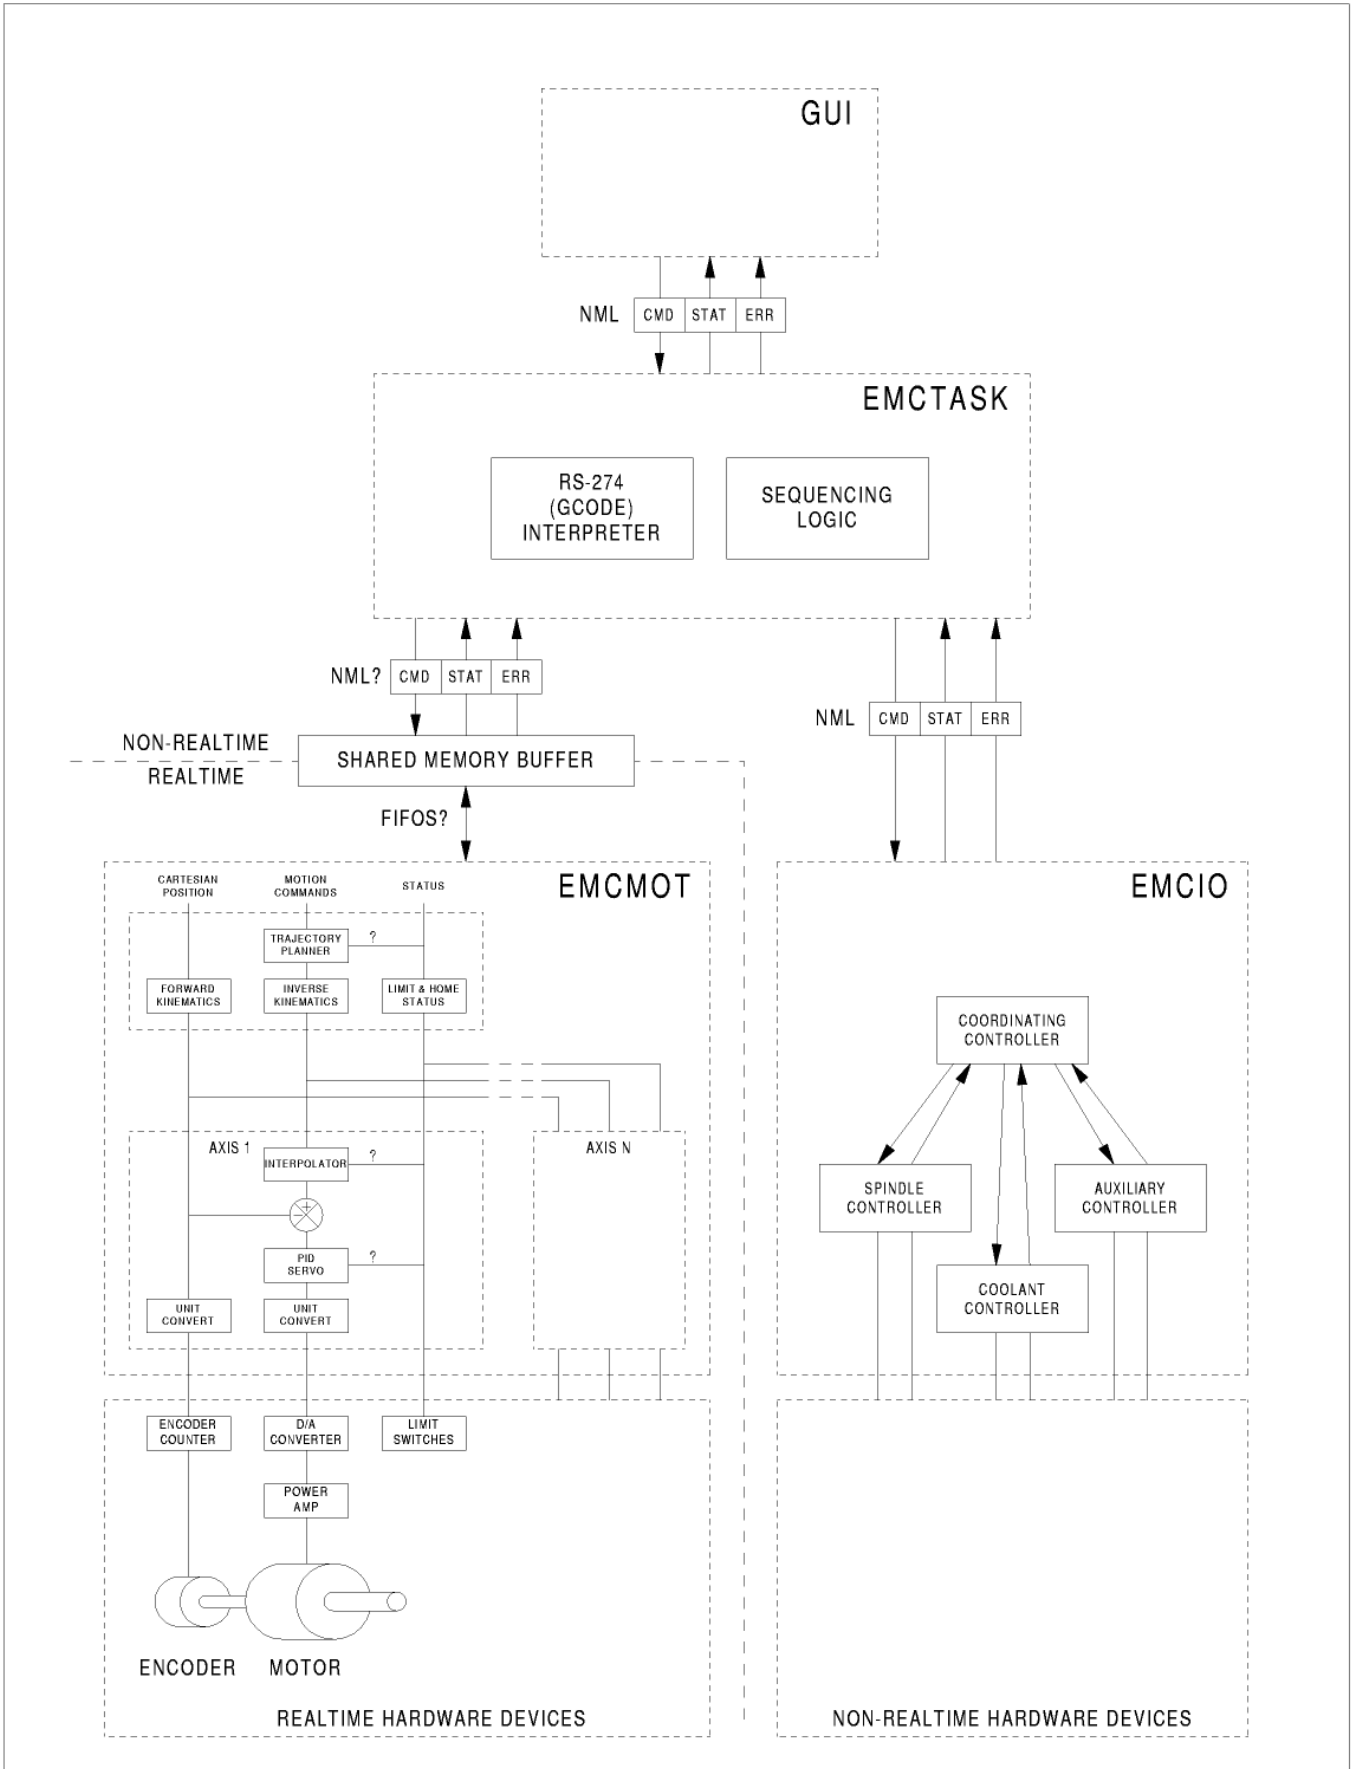 GUI
NML
CMD
STAT
ERR
EMCTASK
RS-274
(GCODE)
INTERPRETER
SEQUENCING
LOGIC
NML?
CMD
STAT
ERR
NML
CMD
STAT
ERR
NON-REALTIME
REALTIME
SHARED MEMORY BUFFER
FIFOS?
EMCMOT
CARTESIAN
POSITION
MOTION
COMMANDS
STATUS
TRAJECTORY
PLANNER
?
FORWARD
KINEMATICS
INVERSE
KINEMATICS
LIMIT & HOME
STATUS
AXIS 1
INTERPOLATOR
?
+
−
PID
SERVO
?
UNIT
CONVERT
UNIT
CONVERT
AXIS N
EMCIO
COORDINATING
CONTROLLER
SPINDLE
CONTROLLER
AUXILIARY
CONTROLLER
COOLANT
CONTROLLER
ENCODER
COUNTER
D/A
CONVERTER
LIMIT
SWITCHES
POWER
AMP
ENCODER
MOTOR
REALTIME HARDWARE DEVICES
NON-REALTIME HARDWARE DEVICES